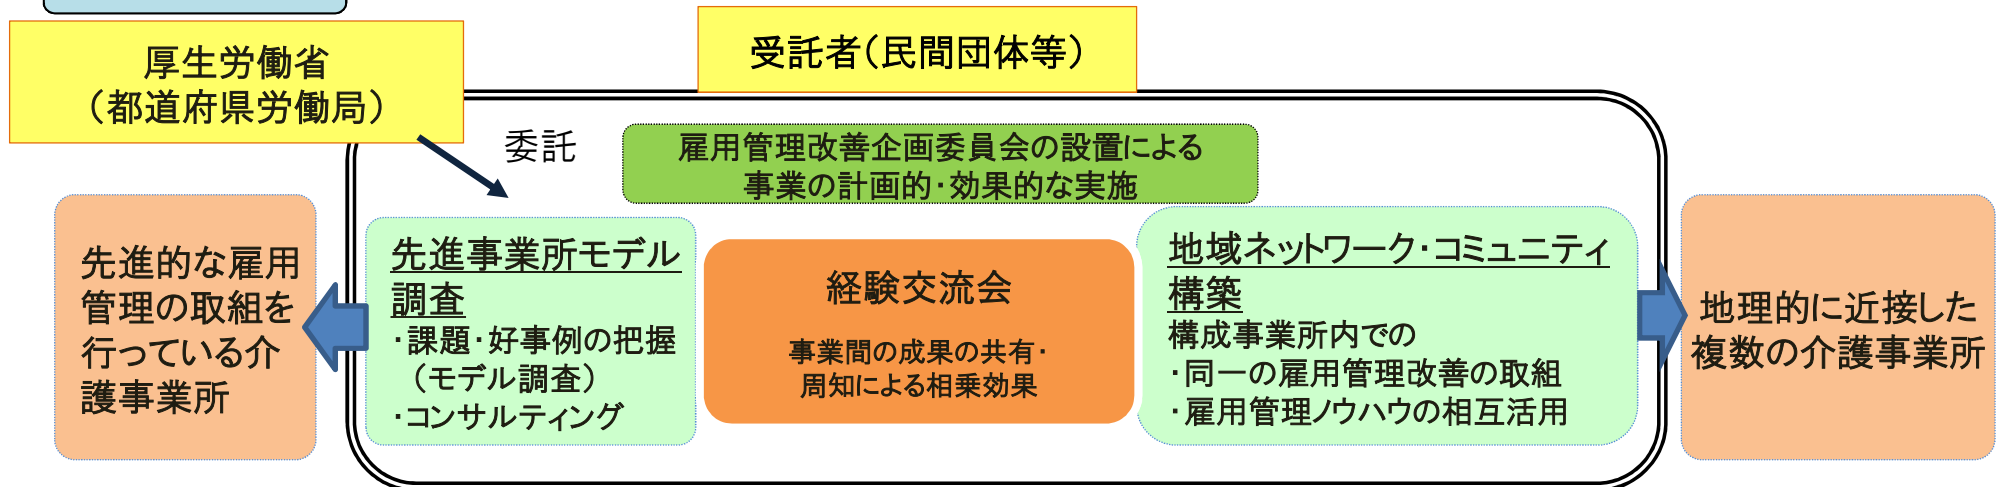 厚生労働省
（都道府県労働局）
受託者（民間団体等）
委託
雇用管理改善企画委員会の設置による
事業の計画的・効果的な実施
先進的な雇用
管理の取組を
行っている介
護事業所
先進事業所モデル
調査
・課題・好事例の把握
（モデル調査）
・コンサルティング
経験交流会
事業間の成果の共有・
周知による相乗効果
地域ネットワーク・コミュニティ
構築
構成事業所内での
・同一の雇用管理改善の取組
・雇用管理ノウハウの相互活用
地理的に近接した
複数の介護事業所